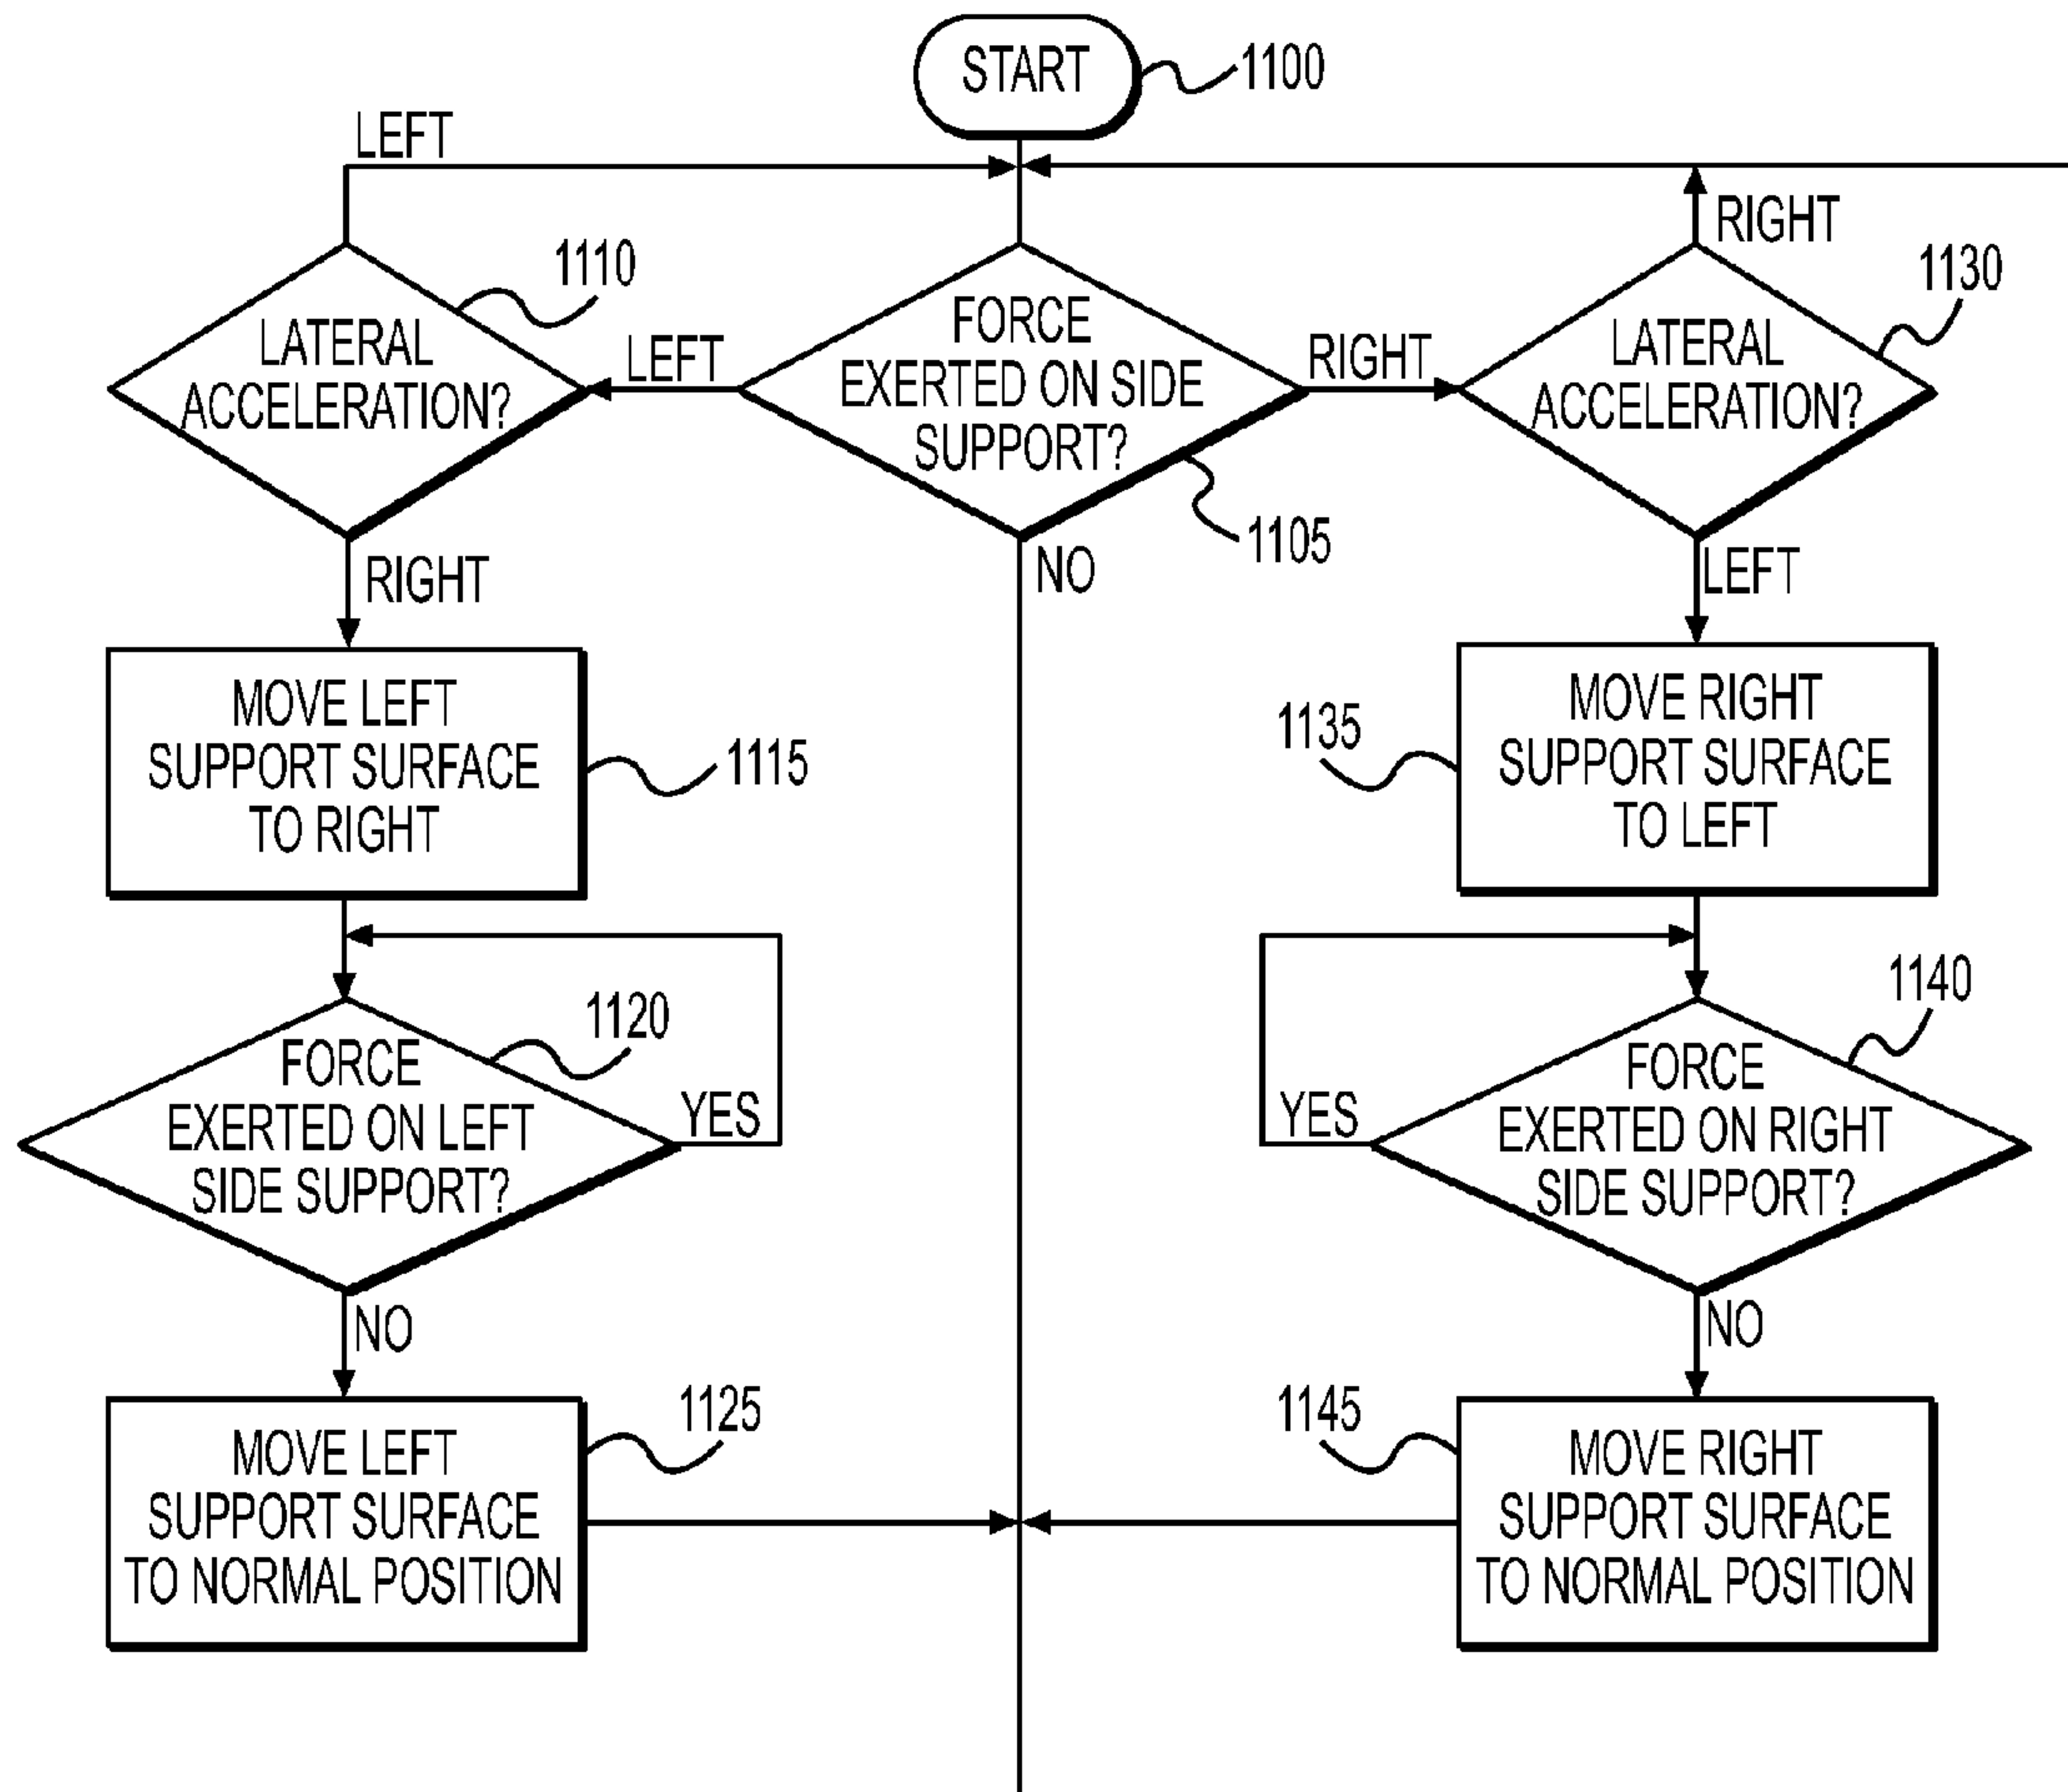 START
1100
LEFT
RIGHT
1110
1130
LATERAL
ACCELERATION?
LEFT
FORCE
EXERTED ON SIDE
SUPPORT?
RIGHT
LATERAL
ACCELERATION?
1105
RIGHT
NO
LEFT
MOVE LEFT
SUPPORT SURFACE
TO RIGHT
1115
1135
MOVE RIGHT
SUPPORT SURFACE
TO LEFT
1120
1140
FORCE
EXERTED ON LEFT
SIDE SUPPORT?
YES
YES
FORCE
EXERTED ON RIGHT
SIDE SUPPORT?
NO
NO
1125
1145
MOVE LEFT
SUPPORT SURFACE
TO NORMAL POSITION
MOVE RIGHT
SUPPORT SURFACE
TO NORMAL POSITION